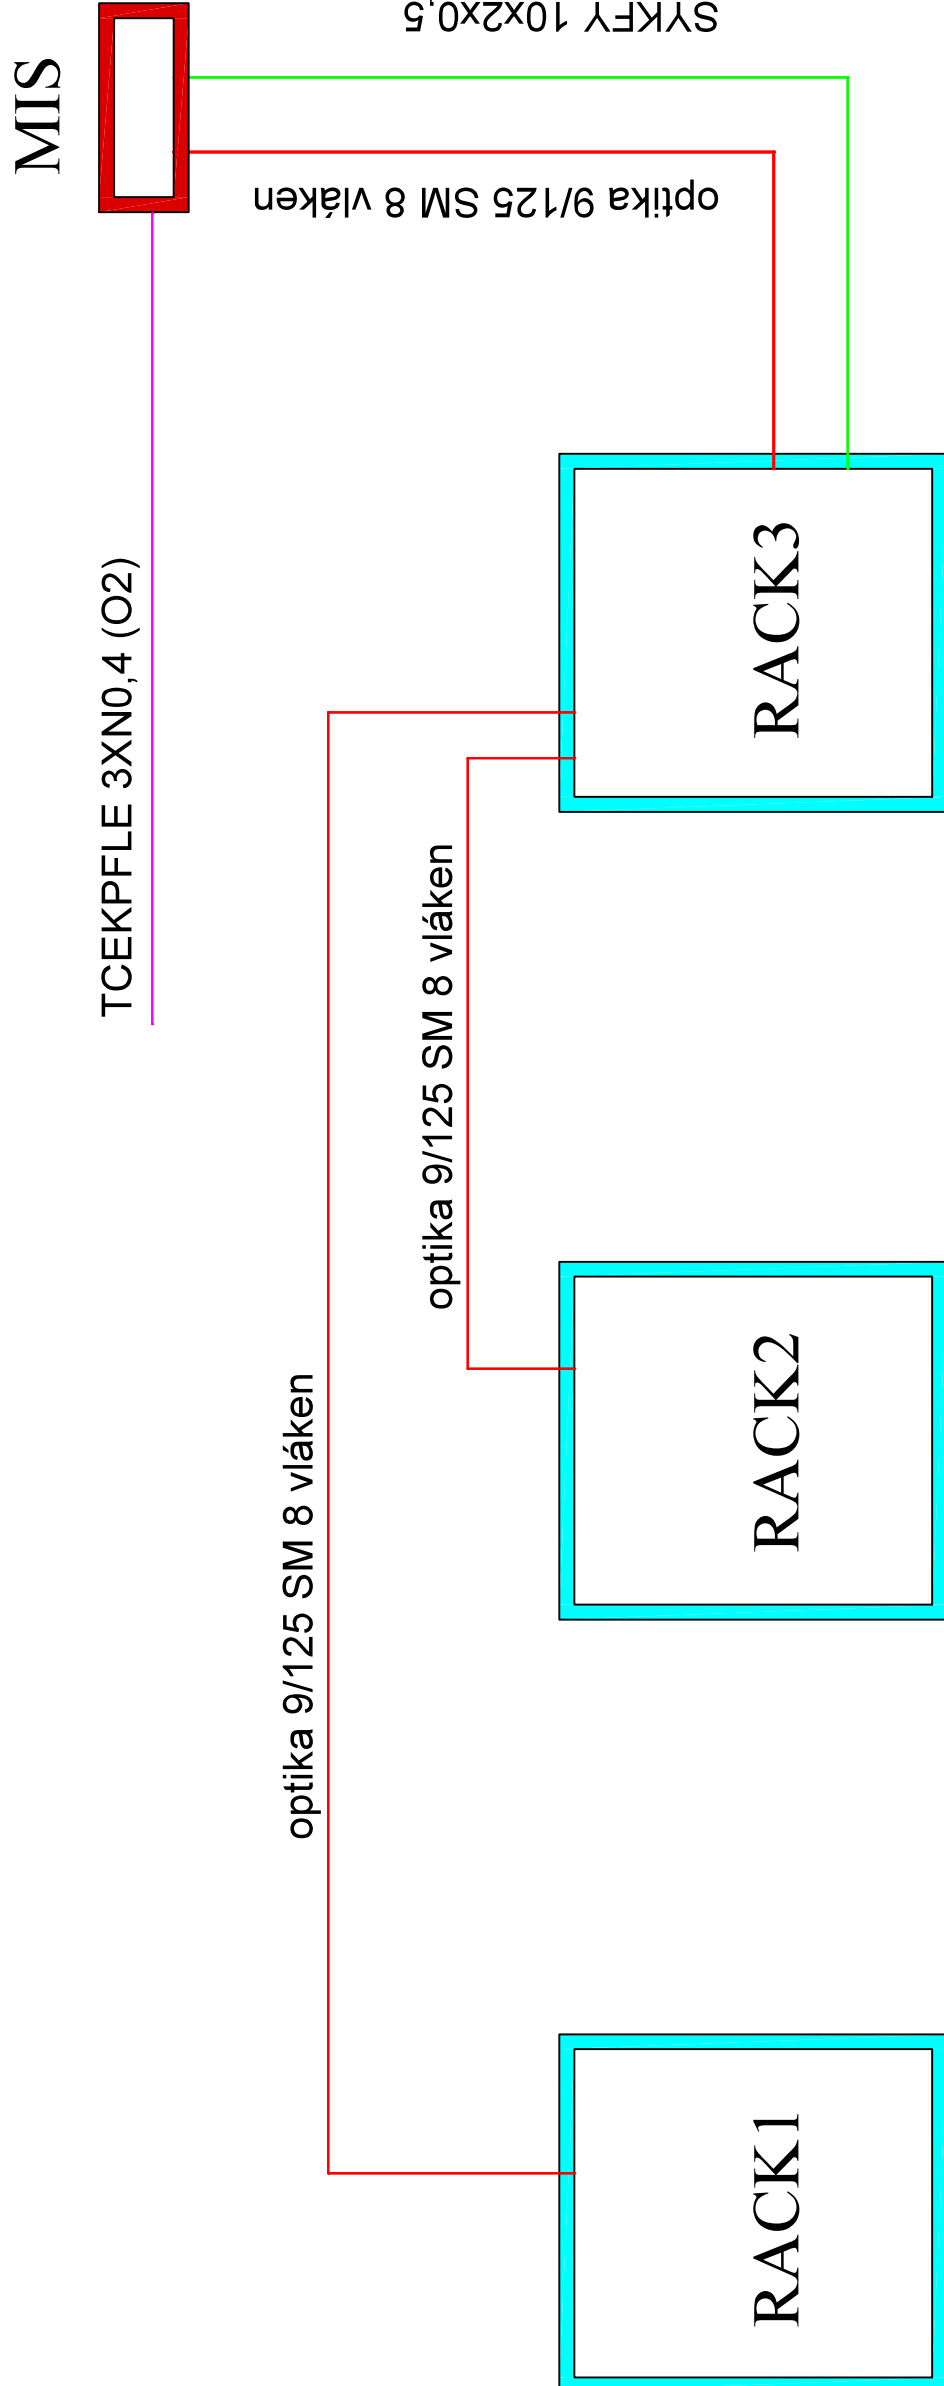 MIS
SYKFY 10x2x0,5
optika 9/125 SM 8 vláken
TCEKPFLE 3XN0,4 (O2)
optika 9/125 SM 8 vláken
optika 9/125 SM 8 vláken
RACK1
RACK2
RACK3